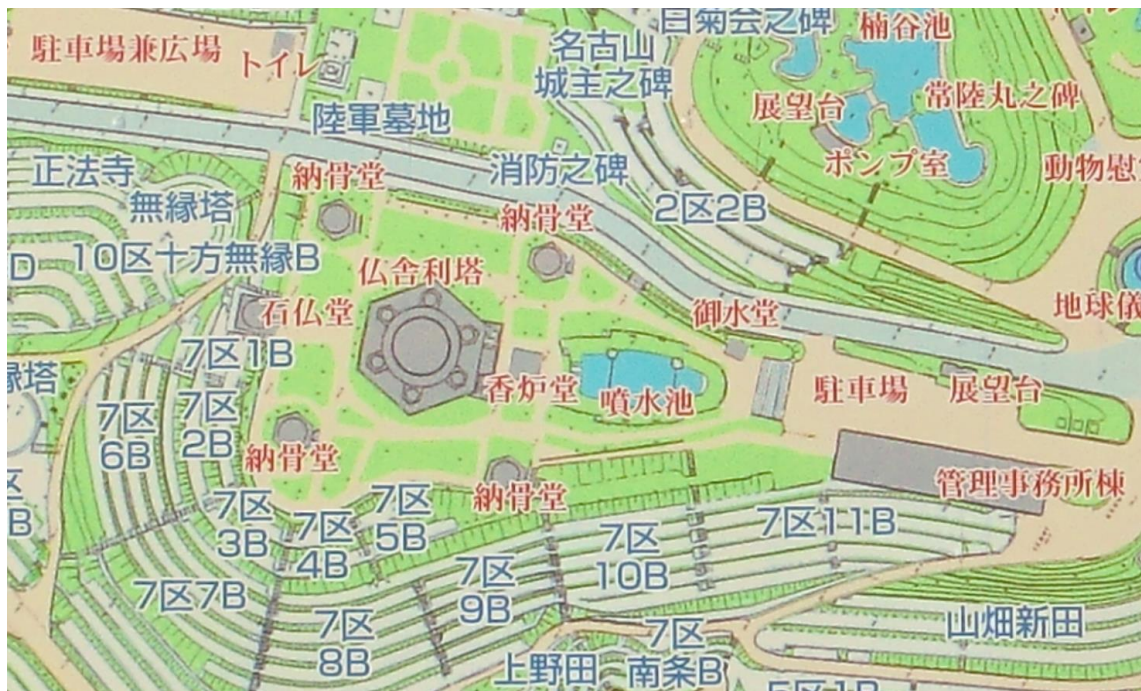 白菊会之碑
楠谷池
駐車場兼広場
トイレ
名古山
城主之碑
展望台
常陸丸之碑
陸軍墓地
消防之碑
ポンプ室
正法寺
無縁塔
納骨堂
納骨堂
2区2B
10区十方無縁B
仏舎利塔
石仏堂
御水堂
地球儀
7区1B
香炉堂
噴水池
駐車場
展望台
7区
6B
7区
2B
納骨堂
納骨堂
管理事務所棟
7区
3B
7区
4B
7区
5B
7区
10B
7区11B
7区7B
7区
9B
7区
8B
山畑新田
上野田
7区
南条B